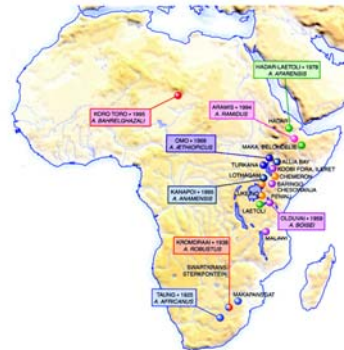 HADAR-LAETOLI • 1978
A. AFARENSIS
ARAMIS • 1994
A. RAMIDUS
HADAR
KORO TORO • 1995
A. BAHRELGHAZALI
MAKA, BELOHDELIE
OMO • 1968
A. ÆTHIOPICUS
ALLIA BAY
TURKANA
KOOBI FORA, ILERET
LOTHAGAM
CHEMERON
BARINGO
CHESOWANJA
KANAPOI • 1995
A. ANAMENSIS
PENINJ
LAETOLI
OLDUVAI • 1959
A. BOISEI
MALAWI
KROMDRAAI • 1938
A. ROBUSTUS
SWARTKRANS
STERKFONTEIN
MAKAPANSGAT
TAUNG • 1925
A. AFRICANUS